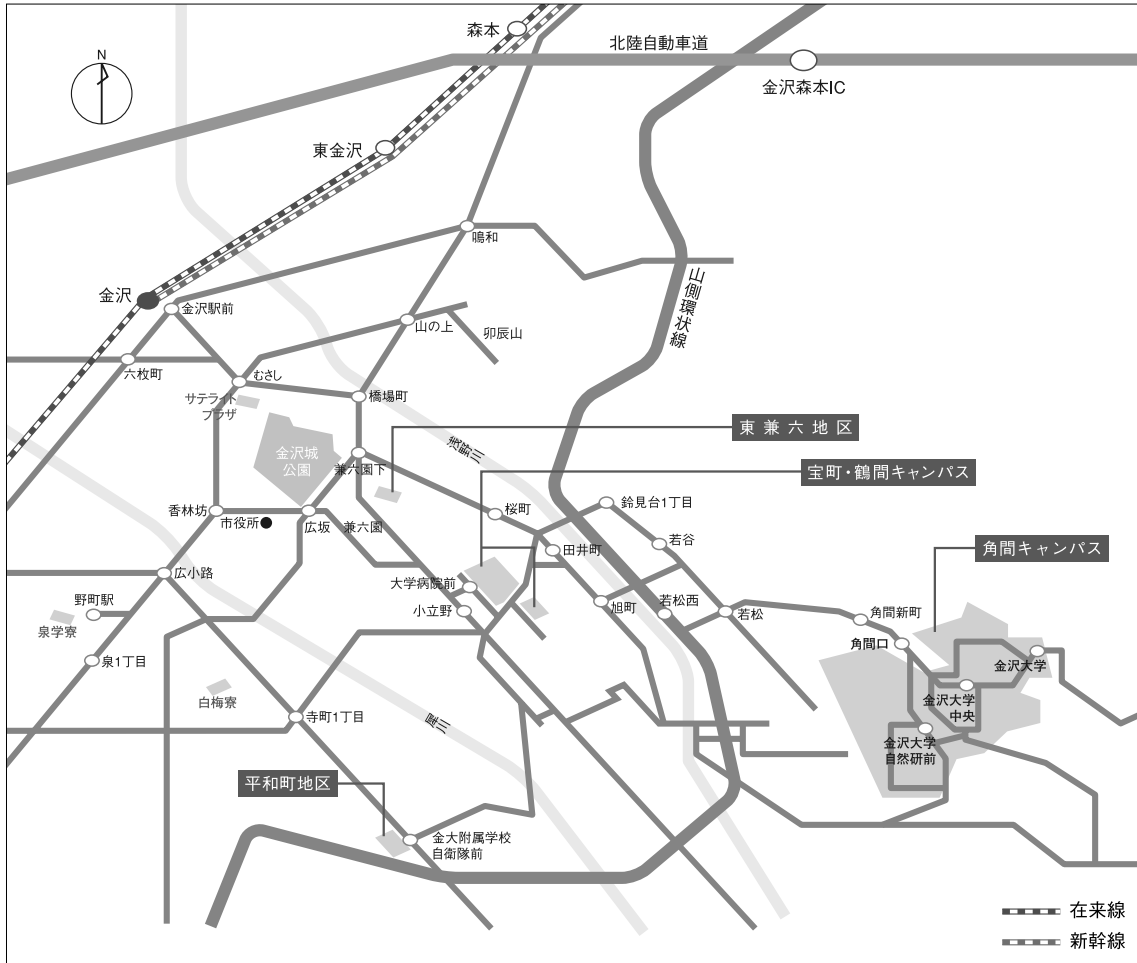 森本
北陸自動車道
N
金沢森本IC
東金沢
鳴和
山側環状線
金沢
金沢駅前
山の上
卯辰山
六枚町
むさし
サテライト
プラザ
橋場町
東兼六地区
浅野川
金沢城
公園
兼六園下
宝町・鶴間キャンパス
香林坊
市役所
広坂
兼六園
桜町
鈴見台1丁目
田井町
若谷
角間キャンパス
広小路
大学病院前
野町駅
泉学寮
小立野
旭町
若松西
若松
角間新町
角間口
泉1丁目
金沢大学
白梅寮
金沢大学
中央
寺町1丁目
犀川
金沢大学
自然研前
平和町地区
金大附属学校
自衛隊前
在来線
新幹線